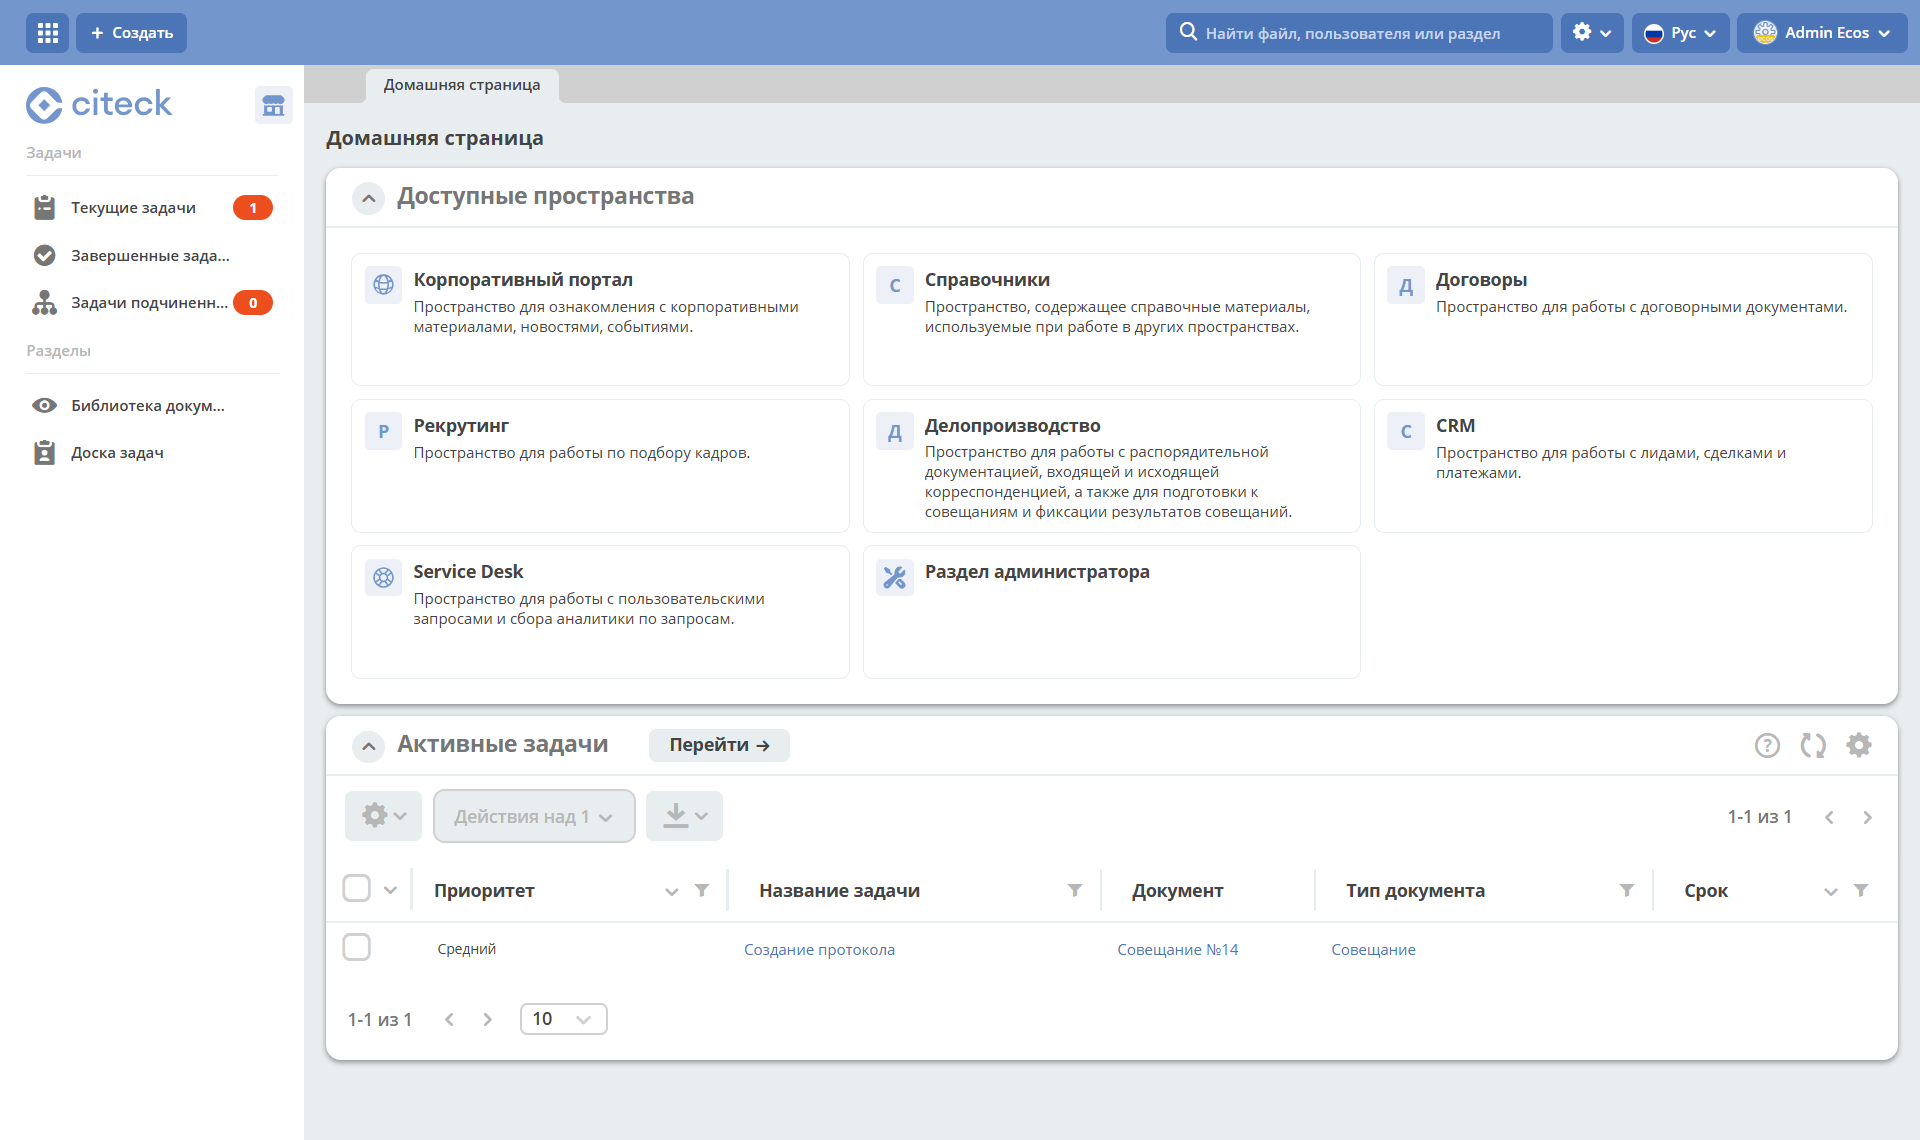 + Создать
Найти файл, пользователя или раздел
Рус
Admin Ecos
citeck
Домашняя страница
Задачи
Текущие задачи 1
Завершенные зада...
Задачи подчиненн... 0
Разделы
Библиотека докум...
Доска задач
Домашняя страница
Доступные пространства
Корпоративный портал
Пространство для ознакомления с корпоративными
материалами, новостями, событиями.
С
Справочники
Пространство, содержащее справочные материалы,
используемые при работе в других пространствах.
Д
Договоры
Пространство для работы с договорными документами.
Р
Рекрутинг
Пространство для работы по подбору кадров.
Д
Делопроизводство
Пространство для работы с распорядительной
документацией, входящей и исходящей
корреспонденцией, а также для подготовки к
совещаниям и фиксации результатов совещаний.
C
CRM
Пространство для работы с лидами, сделками и
платежами.
Service Desk
Пространство для работы с пользовательскими
запросами и сбора аналитики по запросам.
Раздел администратора
Активные задачи
Перейти →
?
Действия над 1
1-1 из 1
Приоритет Название задачи Документ Тип документа Срок
Средний Создание протокола Совещание №14 Совещание
1-1 из 1
10